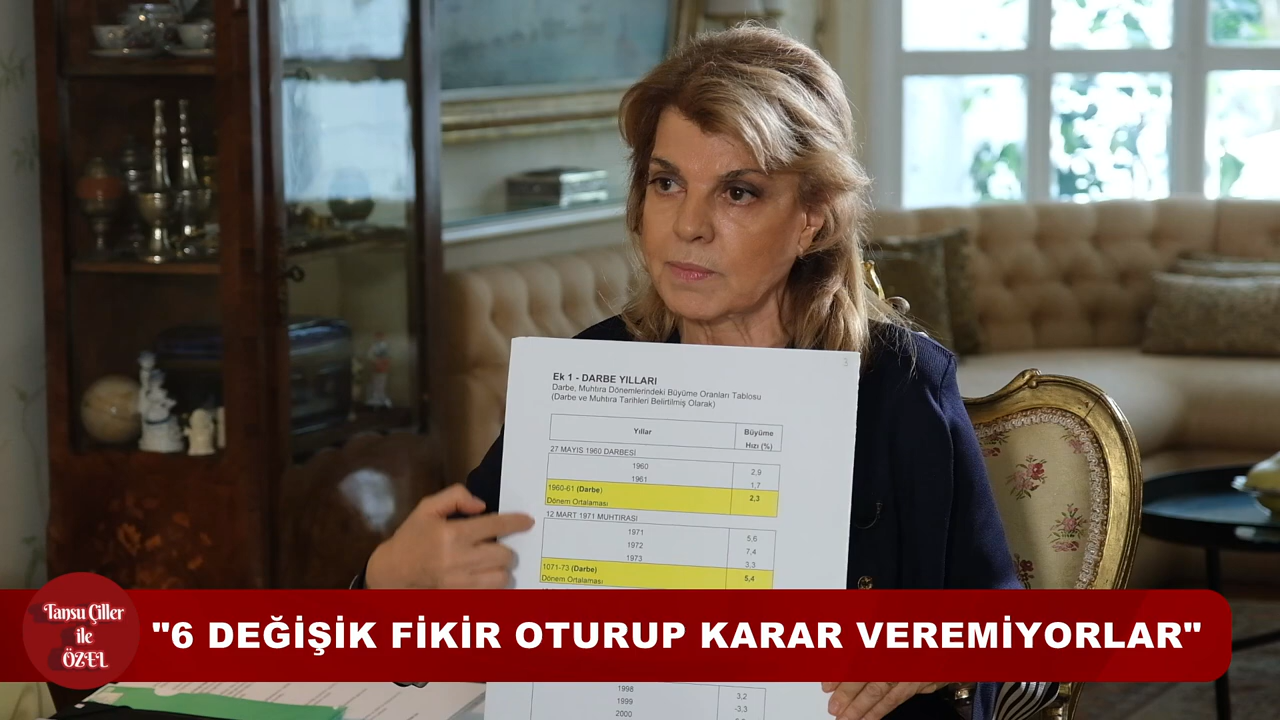 3
Ek 1 - DARBE YILLARI
Darbe, Muhtıra Dönemlerindeki Büyüme Oranları Tablosu
(Darbe ve Muhtıra Tarihleri Belirtilmiş Olarak)
Yıllar Büyüme
Hızı (%)
27 MAYIS 1960 DARBESİ
1960 2,9
1961 1,7
1960-61 (Darbe)
Dönem Ortalaması 2,3
12 MART 1971 MUHTIRASI
1971 5,6
1972 7,4
1973 3,3
1071-73 (Darbe)
Dönem Ortalaması 5,4
Tansu Çiller
ile
ÖZEL
"6 DEĞİŞİK FİKİR OTURUP KARAR VEREMİYORLAR"
1998 3,2
1999 -3.3
2000